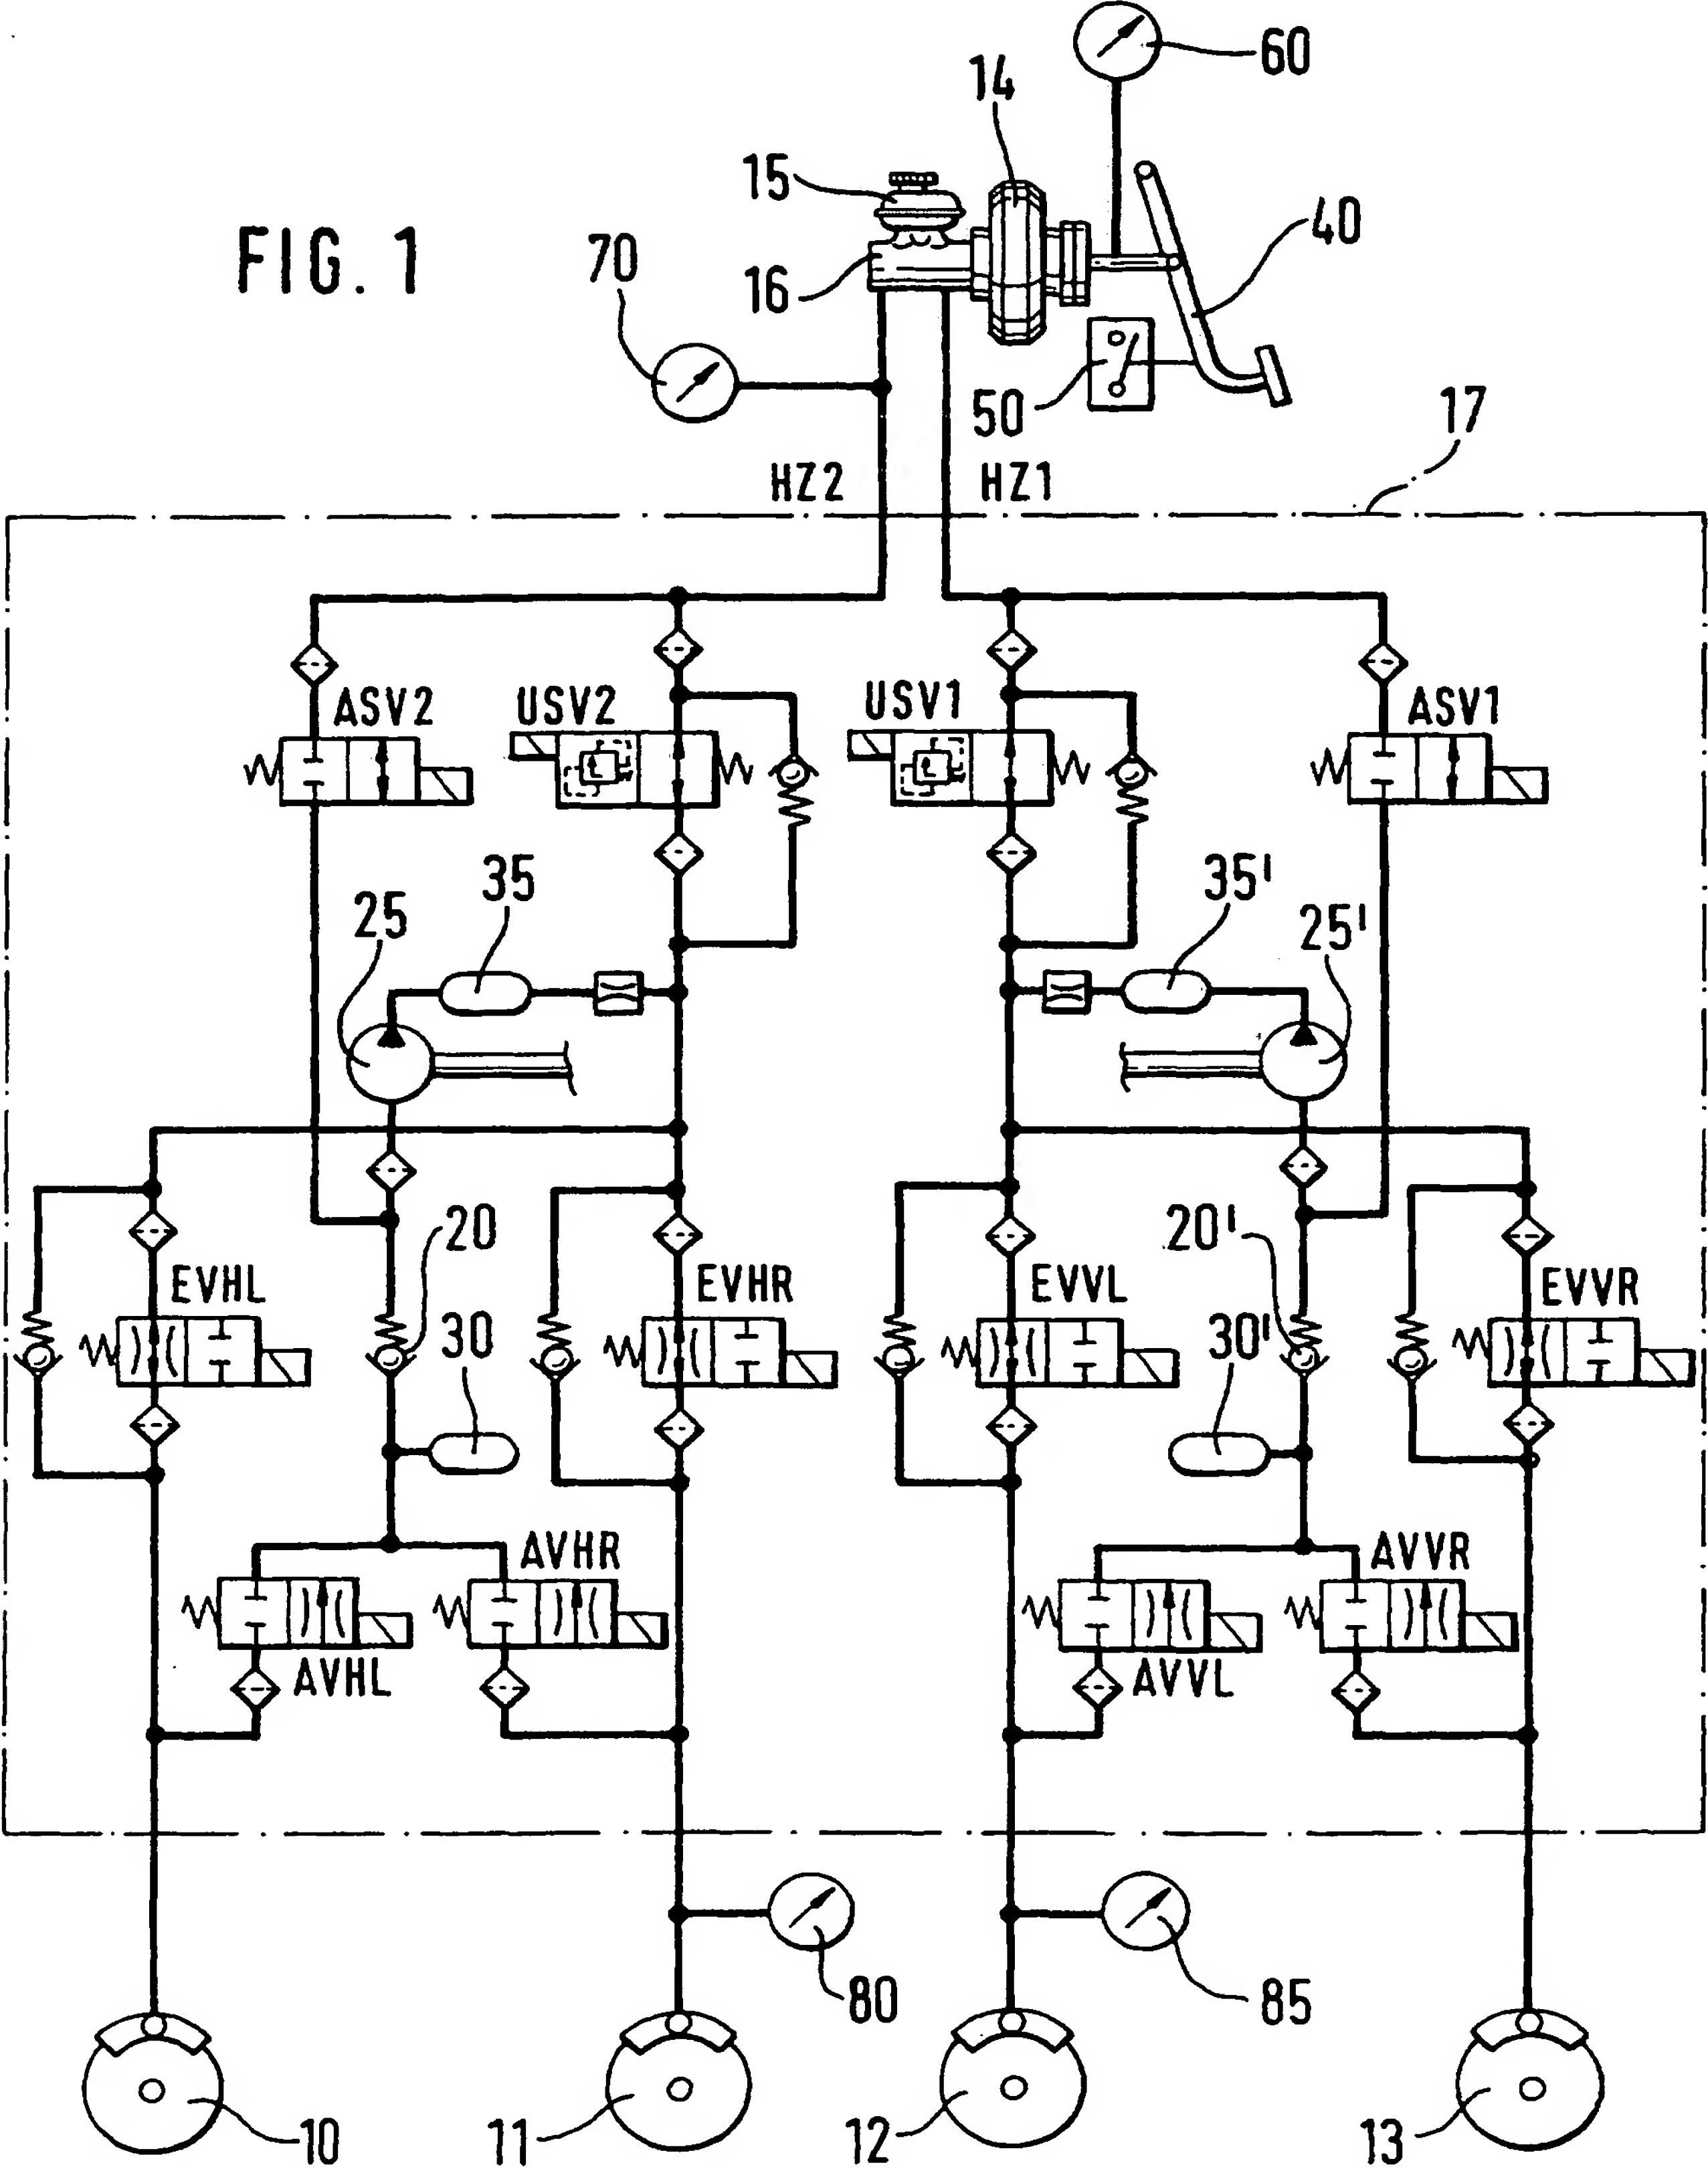 60
14
15
40
FIG. 1
70
16
50
17
HZ2
HZ1
ASV2
USV2
USV1
ASV1
35
35'
25
25'
20
20'
EVHL
EVHR
EVVL
EVVR
30
30'
AVHR
AVVR
AVHL
AVVL
80
85
10
11
12
13